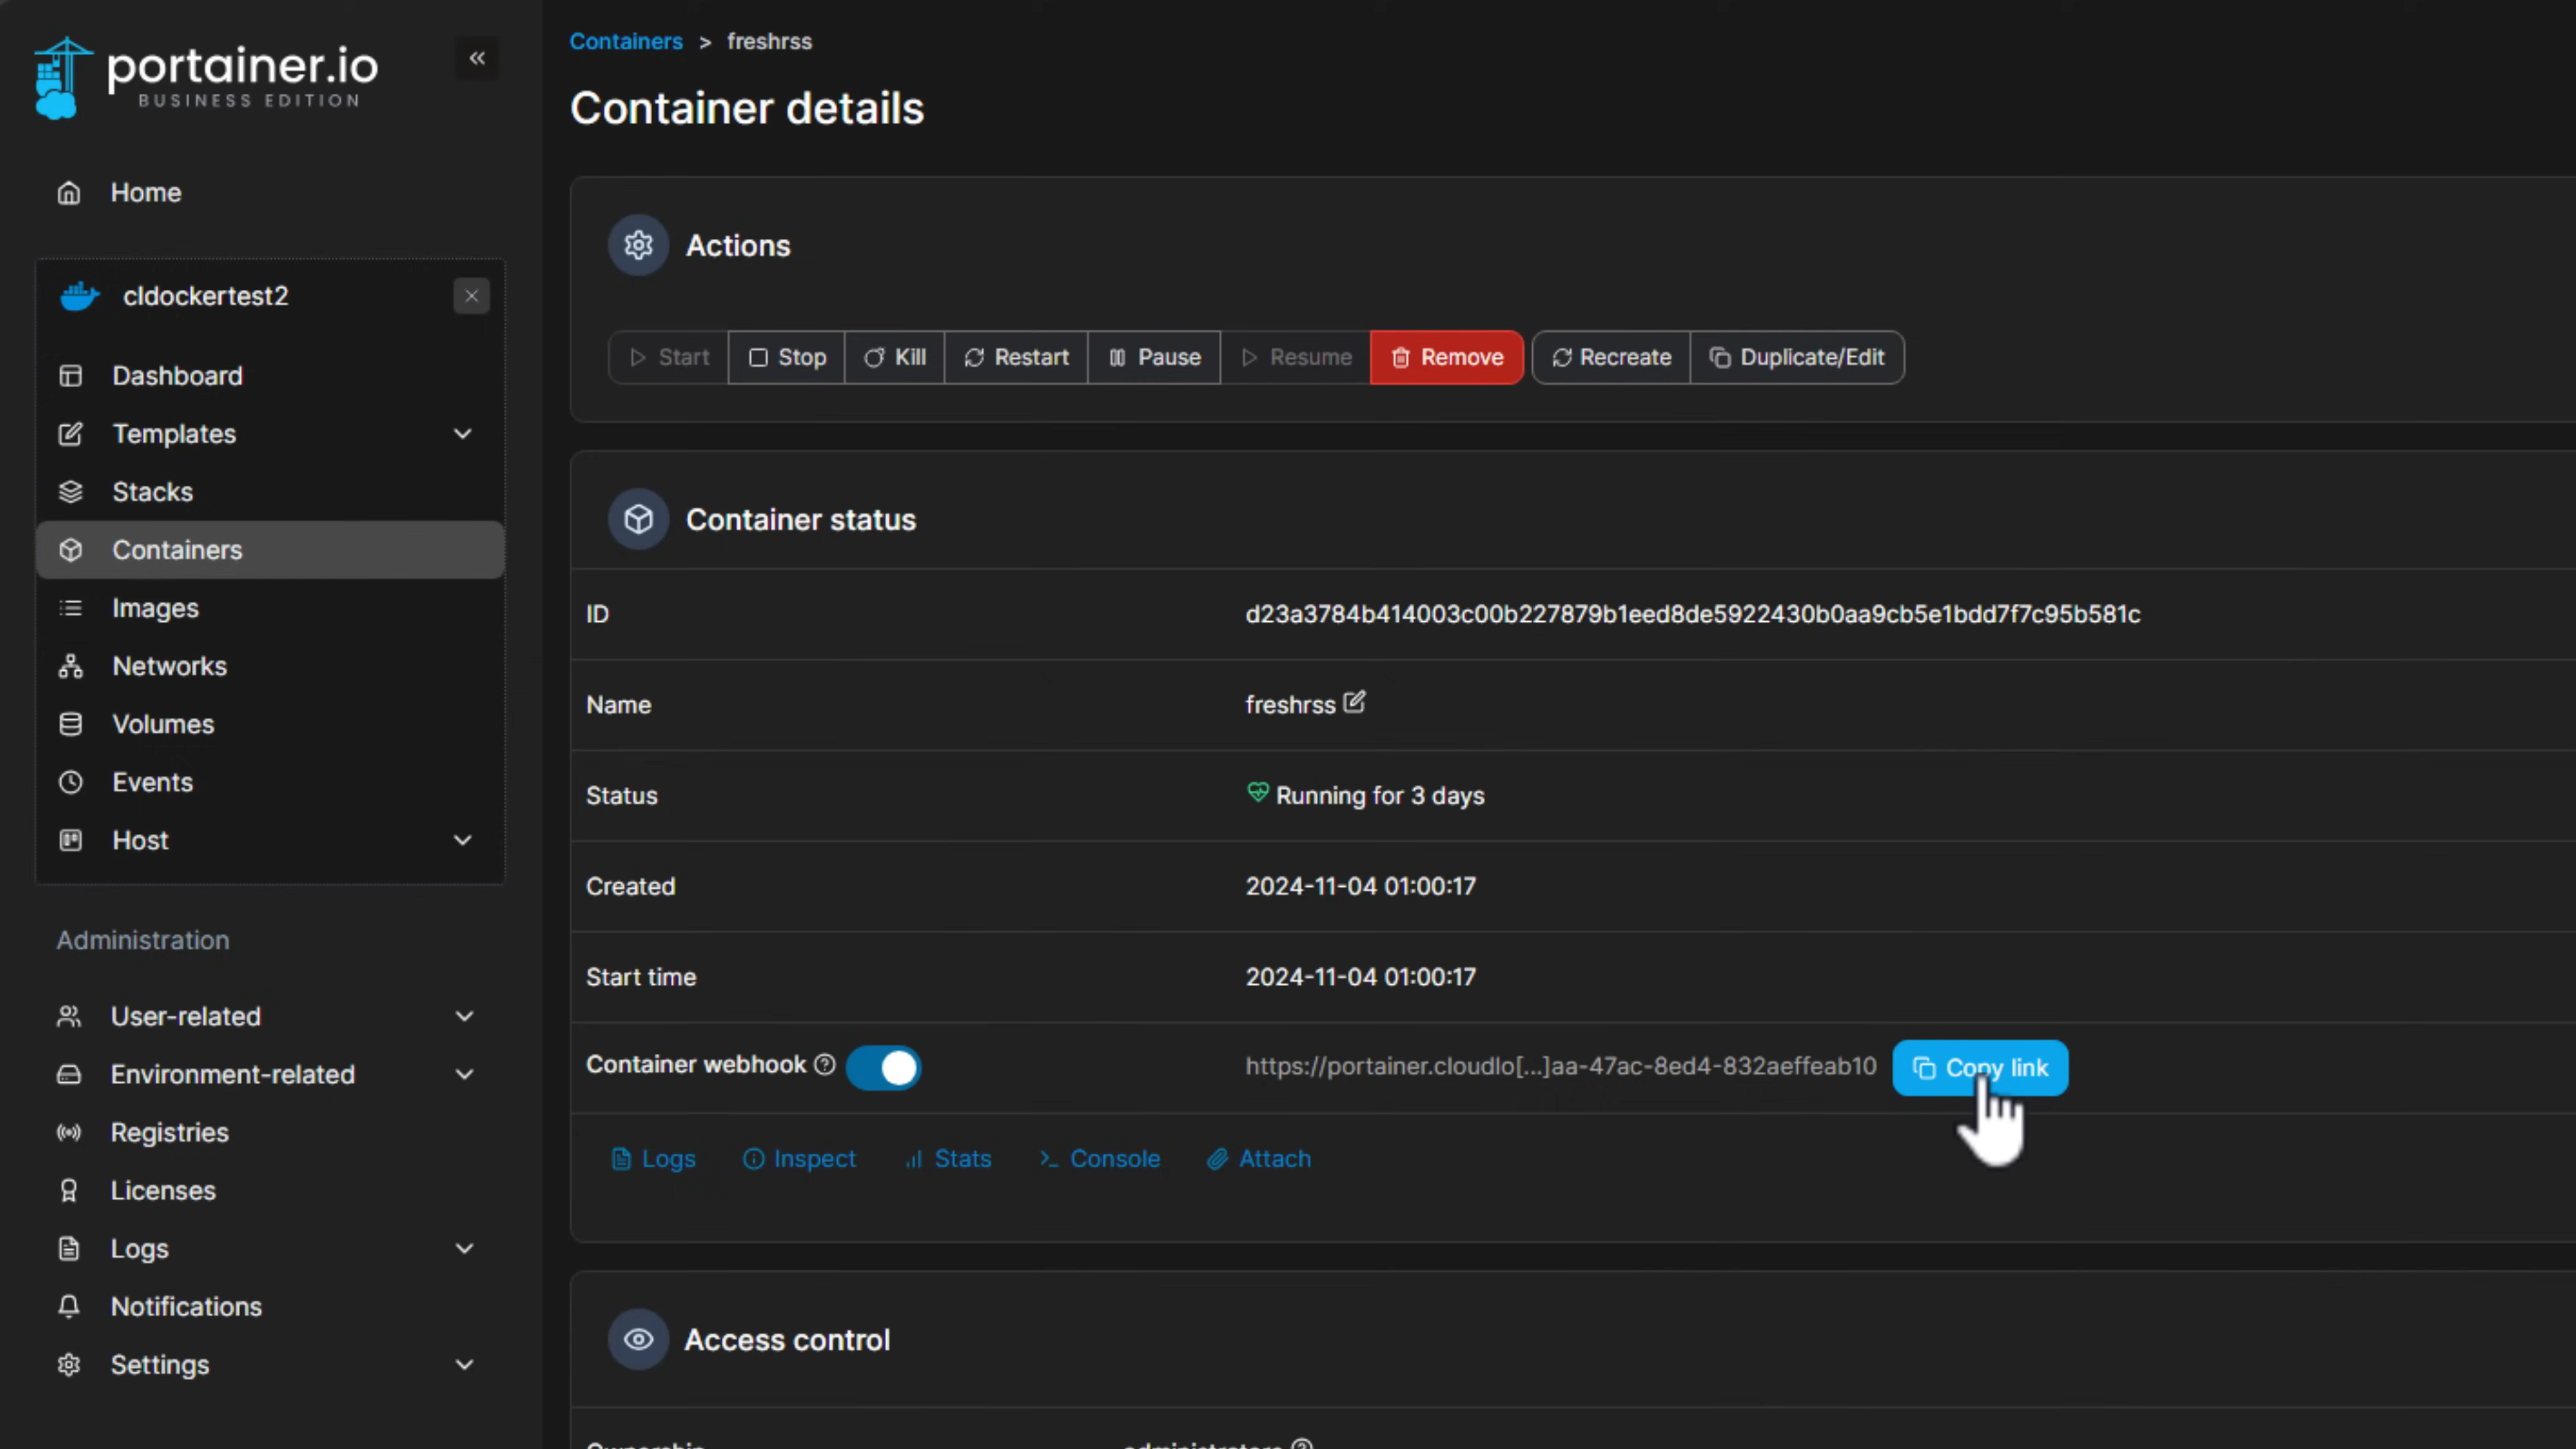 portainer.io
BUSINESS EDITION
Home
cldockertest2
Dashboard
Templates
Stacks
Containers
Images
Networks
Volumes
Events
Host
Administration
User-related
Environment-related
Registries
Licenses
Logs
Notifications
Settings
Containers > freshrss
Container details
Actions
Start Stop Kill Restart Pause Resume Remove Recreate Duplicate/Edit
Container status
ID d23a3784b414003c00b227879b1eed8de5922430b0aa9cb5e1bdd7f7c95b581c
Name freshrss
Status Running for 3 days
Created 2024-11-04 01:00:17
Start time 2024-11-04 01:00:17
Container webhook https://portainer.cloudlo[...]aa-47ac-8ed4-832aeffeab10 Copy link
Logs Inspect Stats Console Attach
Access control